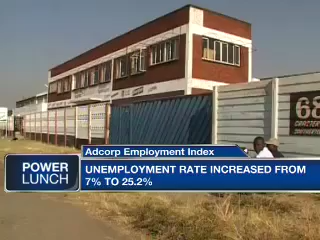 68
Adcorp Employment Index
POWER
LUNCH
UNEMPLOYMENT RATE INCREASED FROM
7% TO 25.2%